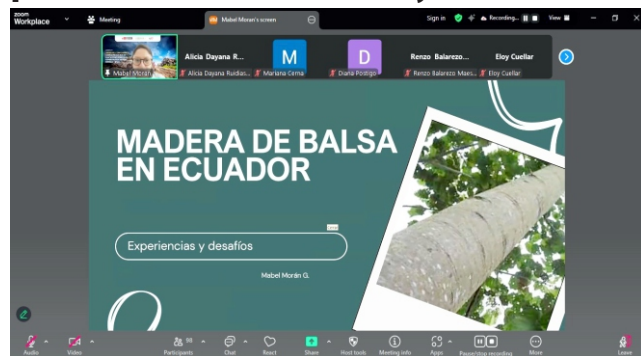 zoom
Workplace
Meeting
Mabel Moran's screen
Sign in
Recording...
View
Mabel Morán
Alicia Dayana R...
Alicia Dayana Ruidias...
M
Mariana Cerna
D
Diana Postigo
Renzo Balarezo...
Renzo Balarezo Maes...
Eloy Cuellar
Eloy Cuellar
MADERA DE BALSA
EN ECUADOR
Experiencias y desafíos
Mabel Morán G.
Audio
Video
Participants
98
Chat
React
Share
Host tools
Meeting info
Apps
Pause/stop recording
More
Leave